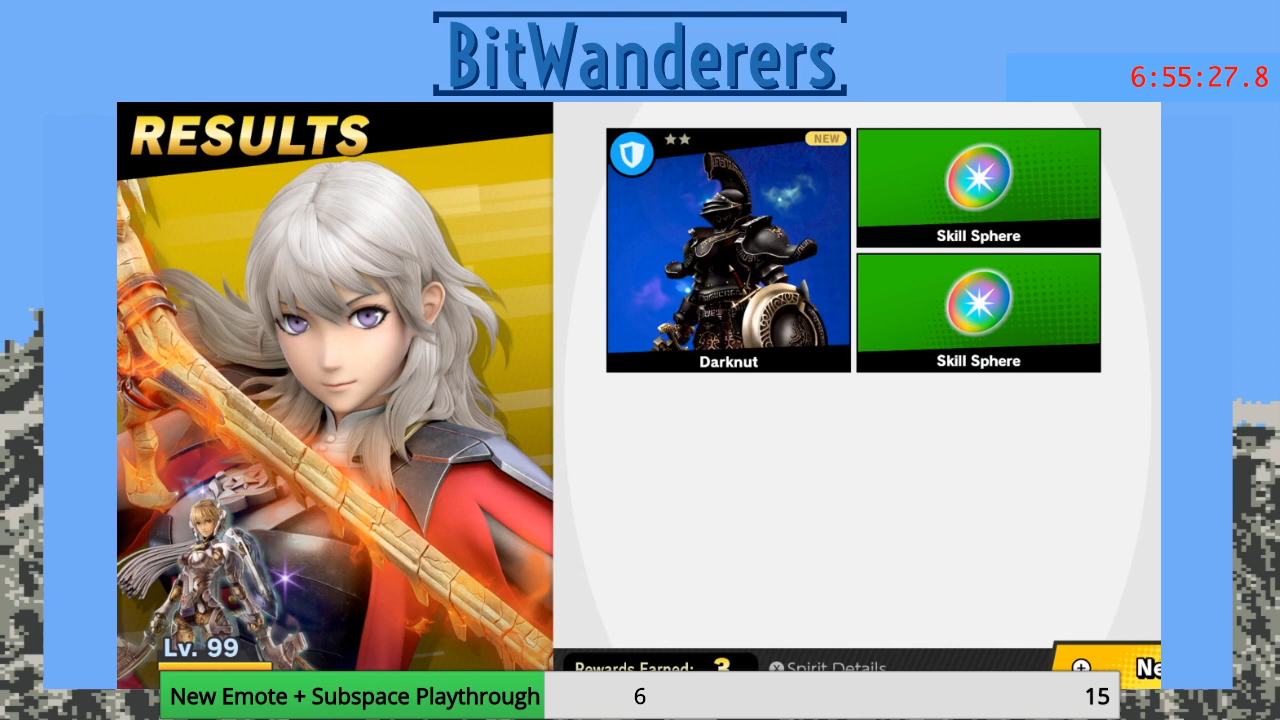 BitWanderers
6:55:27.8
RESULTS
NEW
Darknut
Skill Sphere
Skill Sphere
Lv. 99
Rewards Earned: 3
Spirit Details
New Emote + Subspace Playthrough
6
15